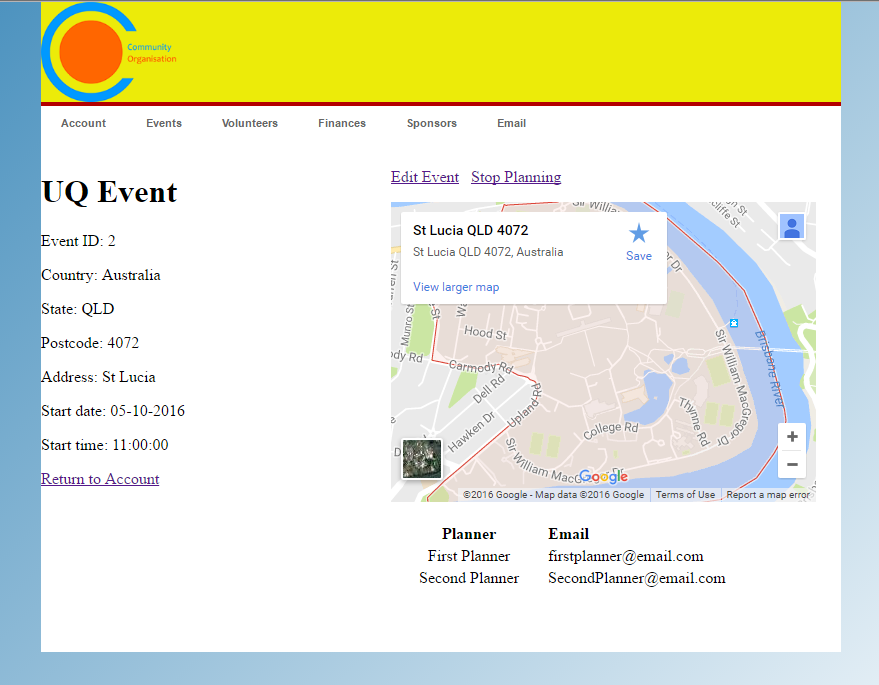 Community
Organisation
Account Events Volunteers Finances Sponsors Email
UQ Event
Event ID: 2
Country: Australia
State: QLD
Postcode: 4072
Address: St Lucia
Start date: 05-10-2016
Start time: 11:00:00
Return to Account
Edit Event Stop Planning
St Lucia QLD 4072
St Lucia QLD 4072, Australia
Save
View larger map
Hood St
Munro St
Carmody Rd
Dell Rd
Hawken Dr
Upland Rd
College Rd
Thynne Rd
Sir William MacGregor Dr
Brisbane River
Sir William MacG
Google
©2016 Google - Map data ©2016 Google Terms of Use Report a map error
Planner Email
First Planner firstplanner@email.com
Second Planner SecondPlanner@email.com